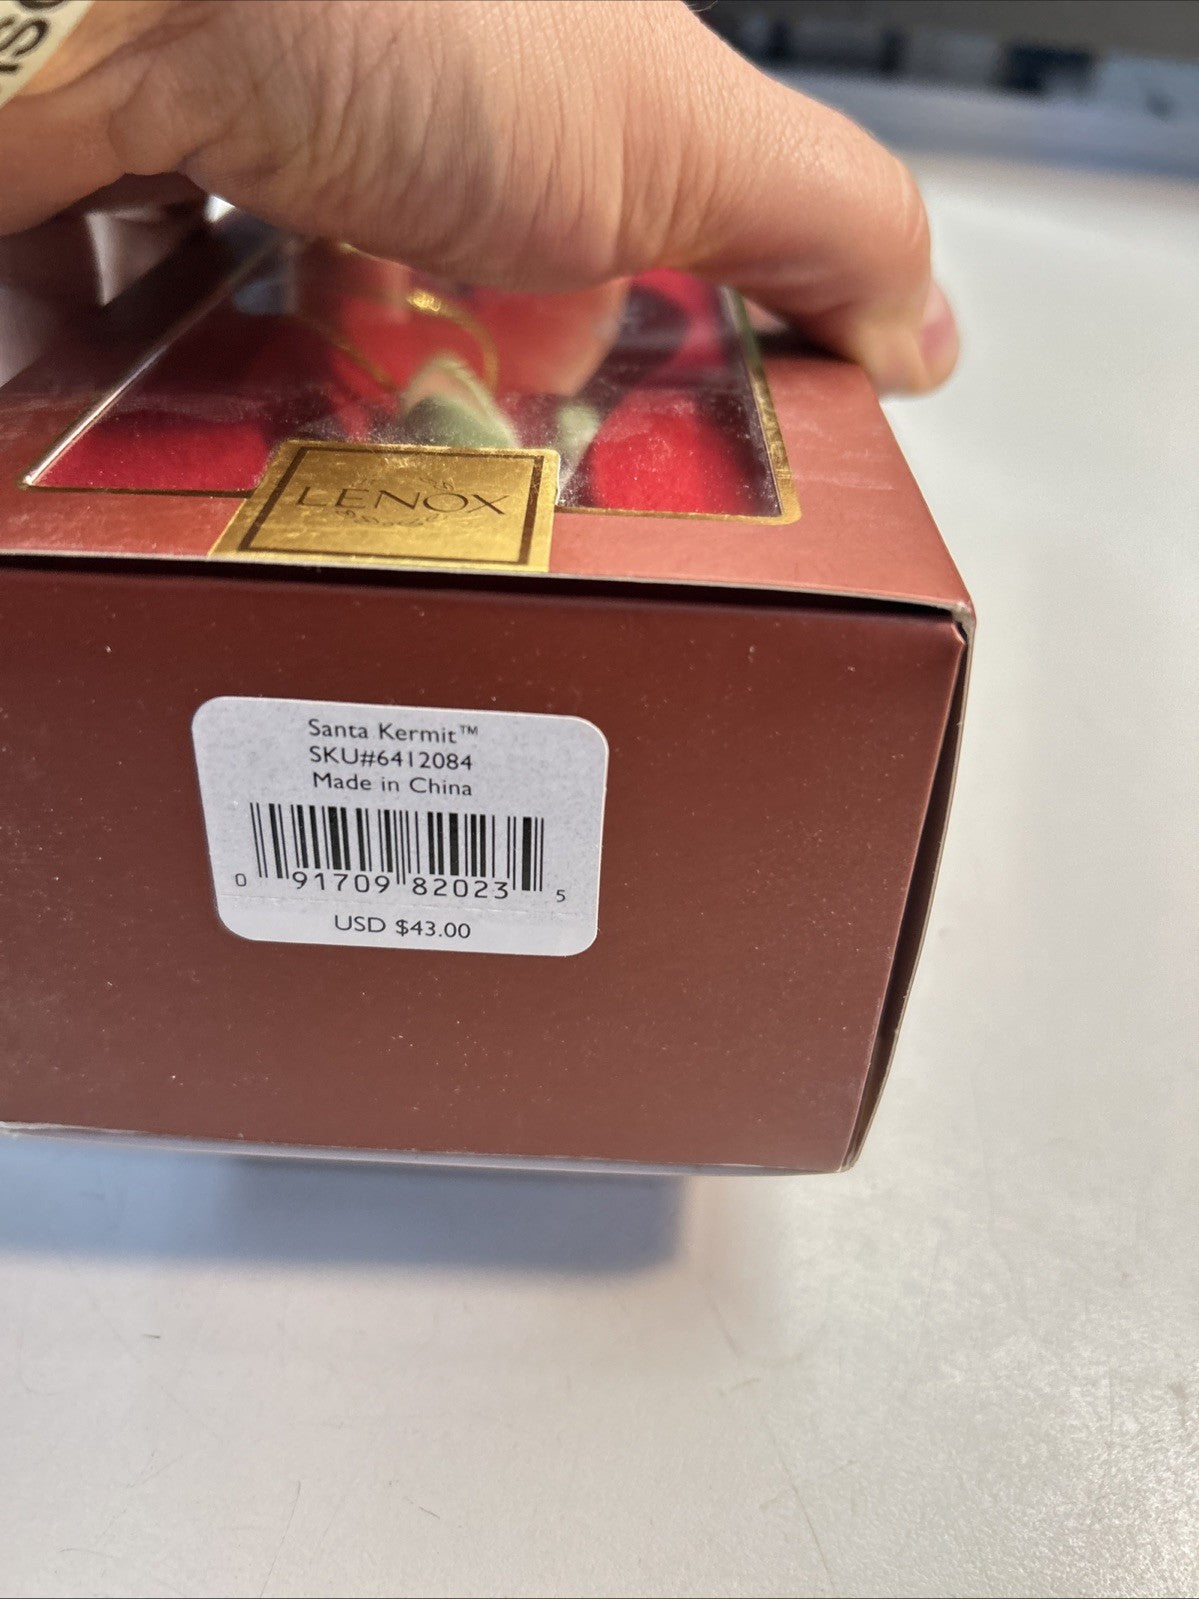 LENOX
Santa Kermit™
SKU#6412084
Made in China
0 91709 82023 5
USD $43.00